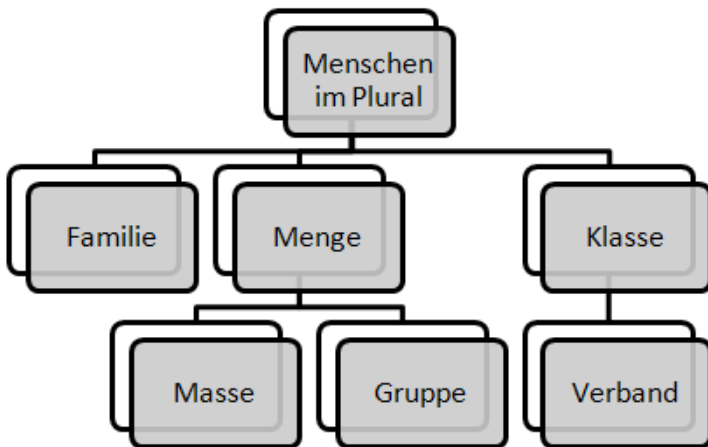 Menschen
im Plural
Familie
Menge
Klasse
Masse
Gruppe
Verband